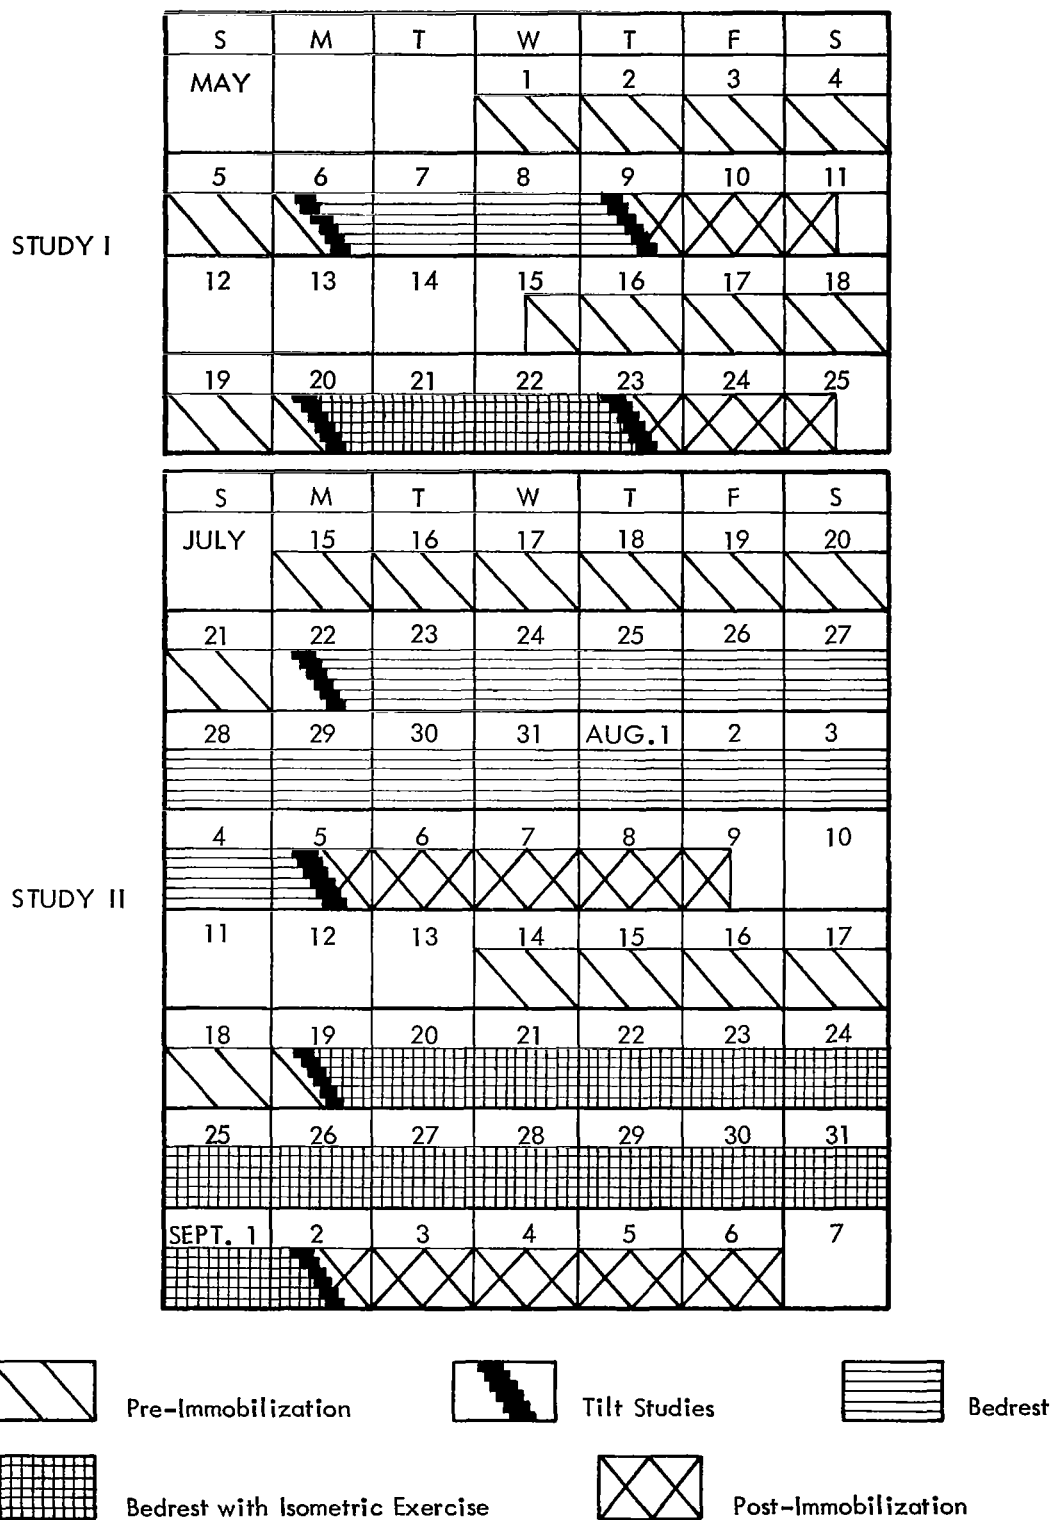 S M T W T F S
MAY 1 2 3 4
5 6 7 8 9 10 11
STUDY I
12 13 14 15 16 17 18
19 20 21 22 23 24 25
S M T W T F S
JULY 15 16 17 18 19 20
21 22 23 24 25 26 27
28 29 30 31 AUG.1 2 3
4 5 6 7 8 9 10
STUDY II
11 12 13 14 15 16 17
18 19 20 21 22 23 24
25 26 27 28 29 30 31
SEPT. 1 2 3 4 5 6 7
Pre-Immobilization Tilt Studies Bedrest
Bedrest with Isometric Exercise Post-Immobilization